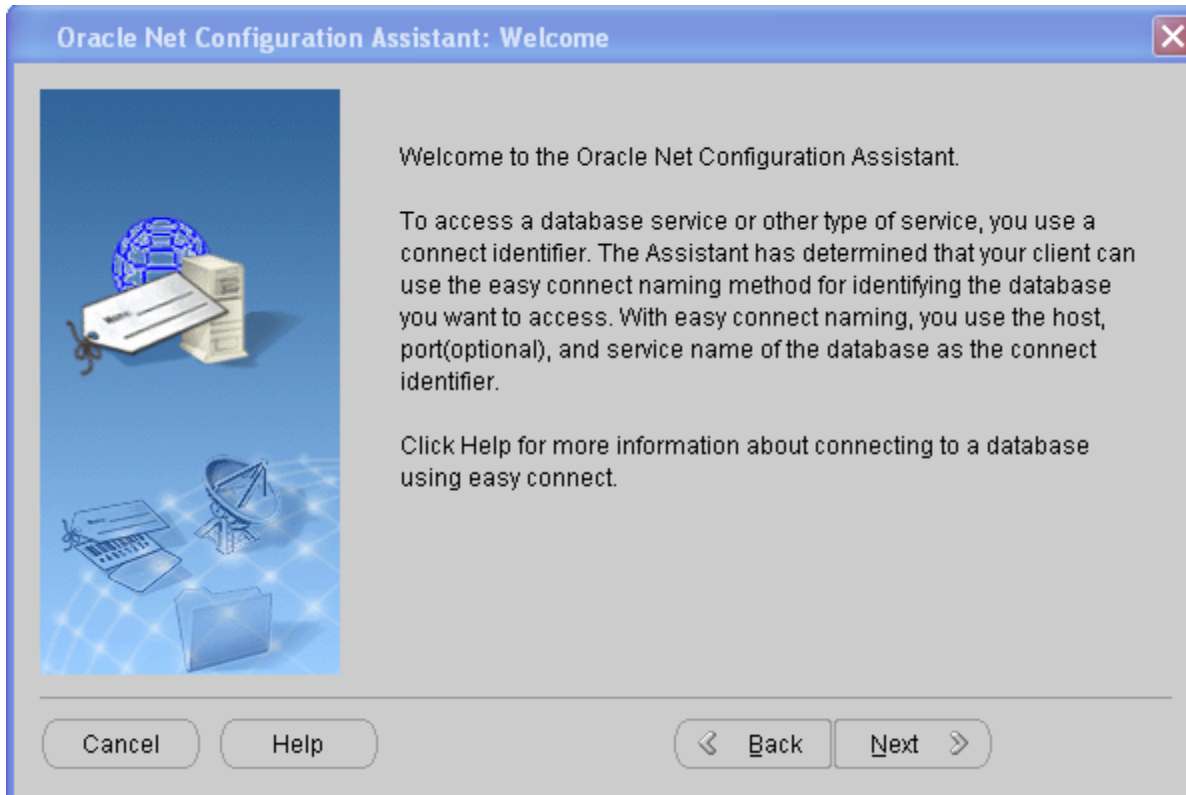 Oracle Net Configuration Assistant: Welcome
Welcome to the Oracle Net Configuration Assistant.
To access a database service or other type of service, you use a
connect identifier. The Assistant has determined that your client can
use the easy connect naming method for identifying the database
you want to access. With easy connect naming, you use the host,
port(optional), and service name of the database as the connect
identifier.
Click Help for more information about connecting to a database
using easy connect.
Cancel
Help
Back
Next